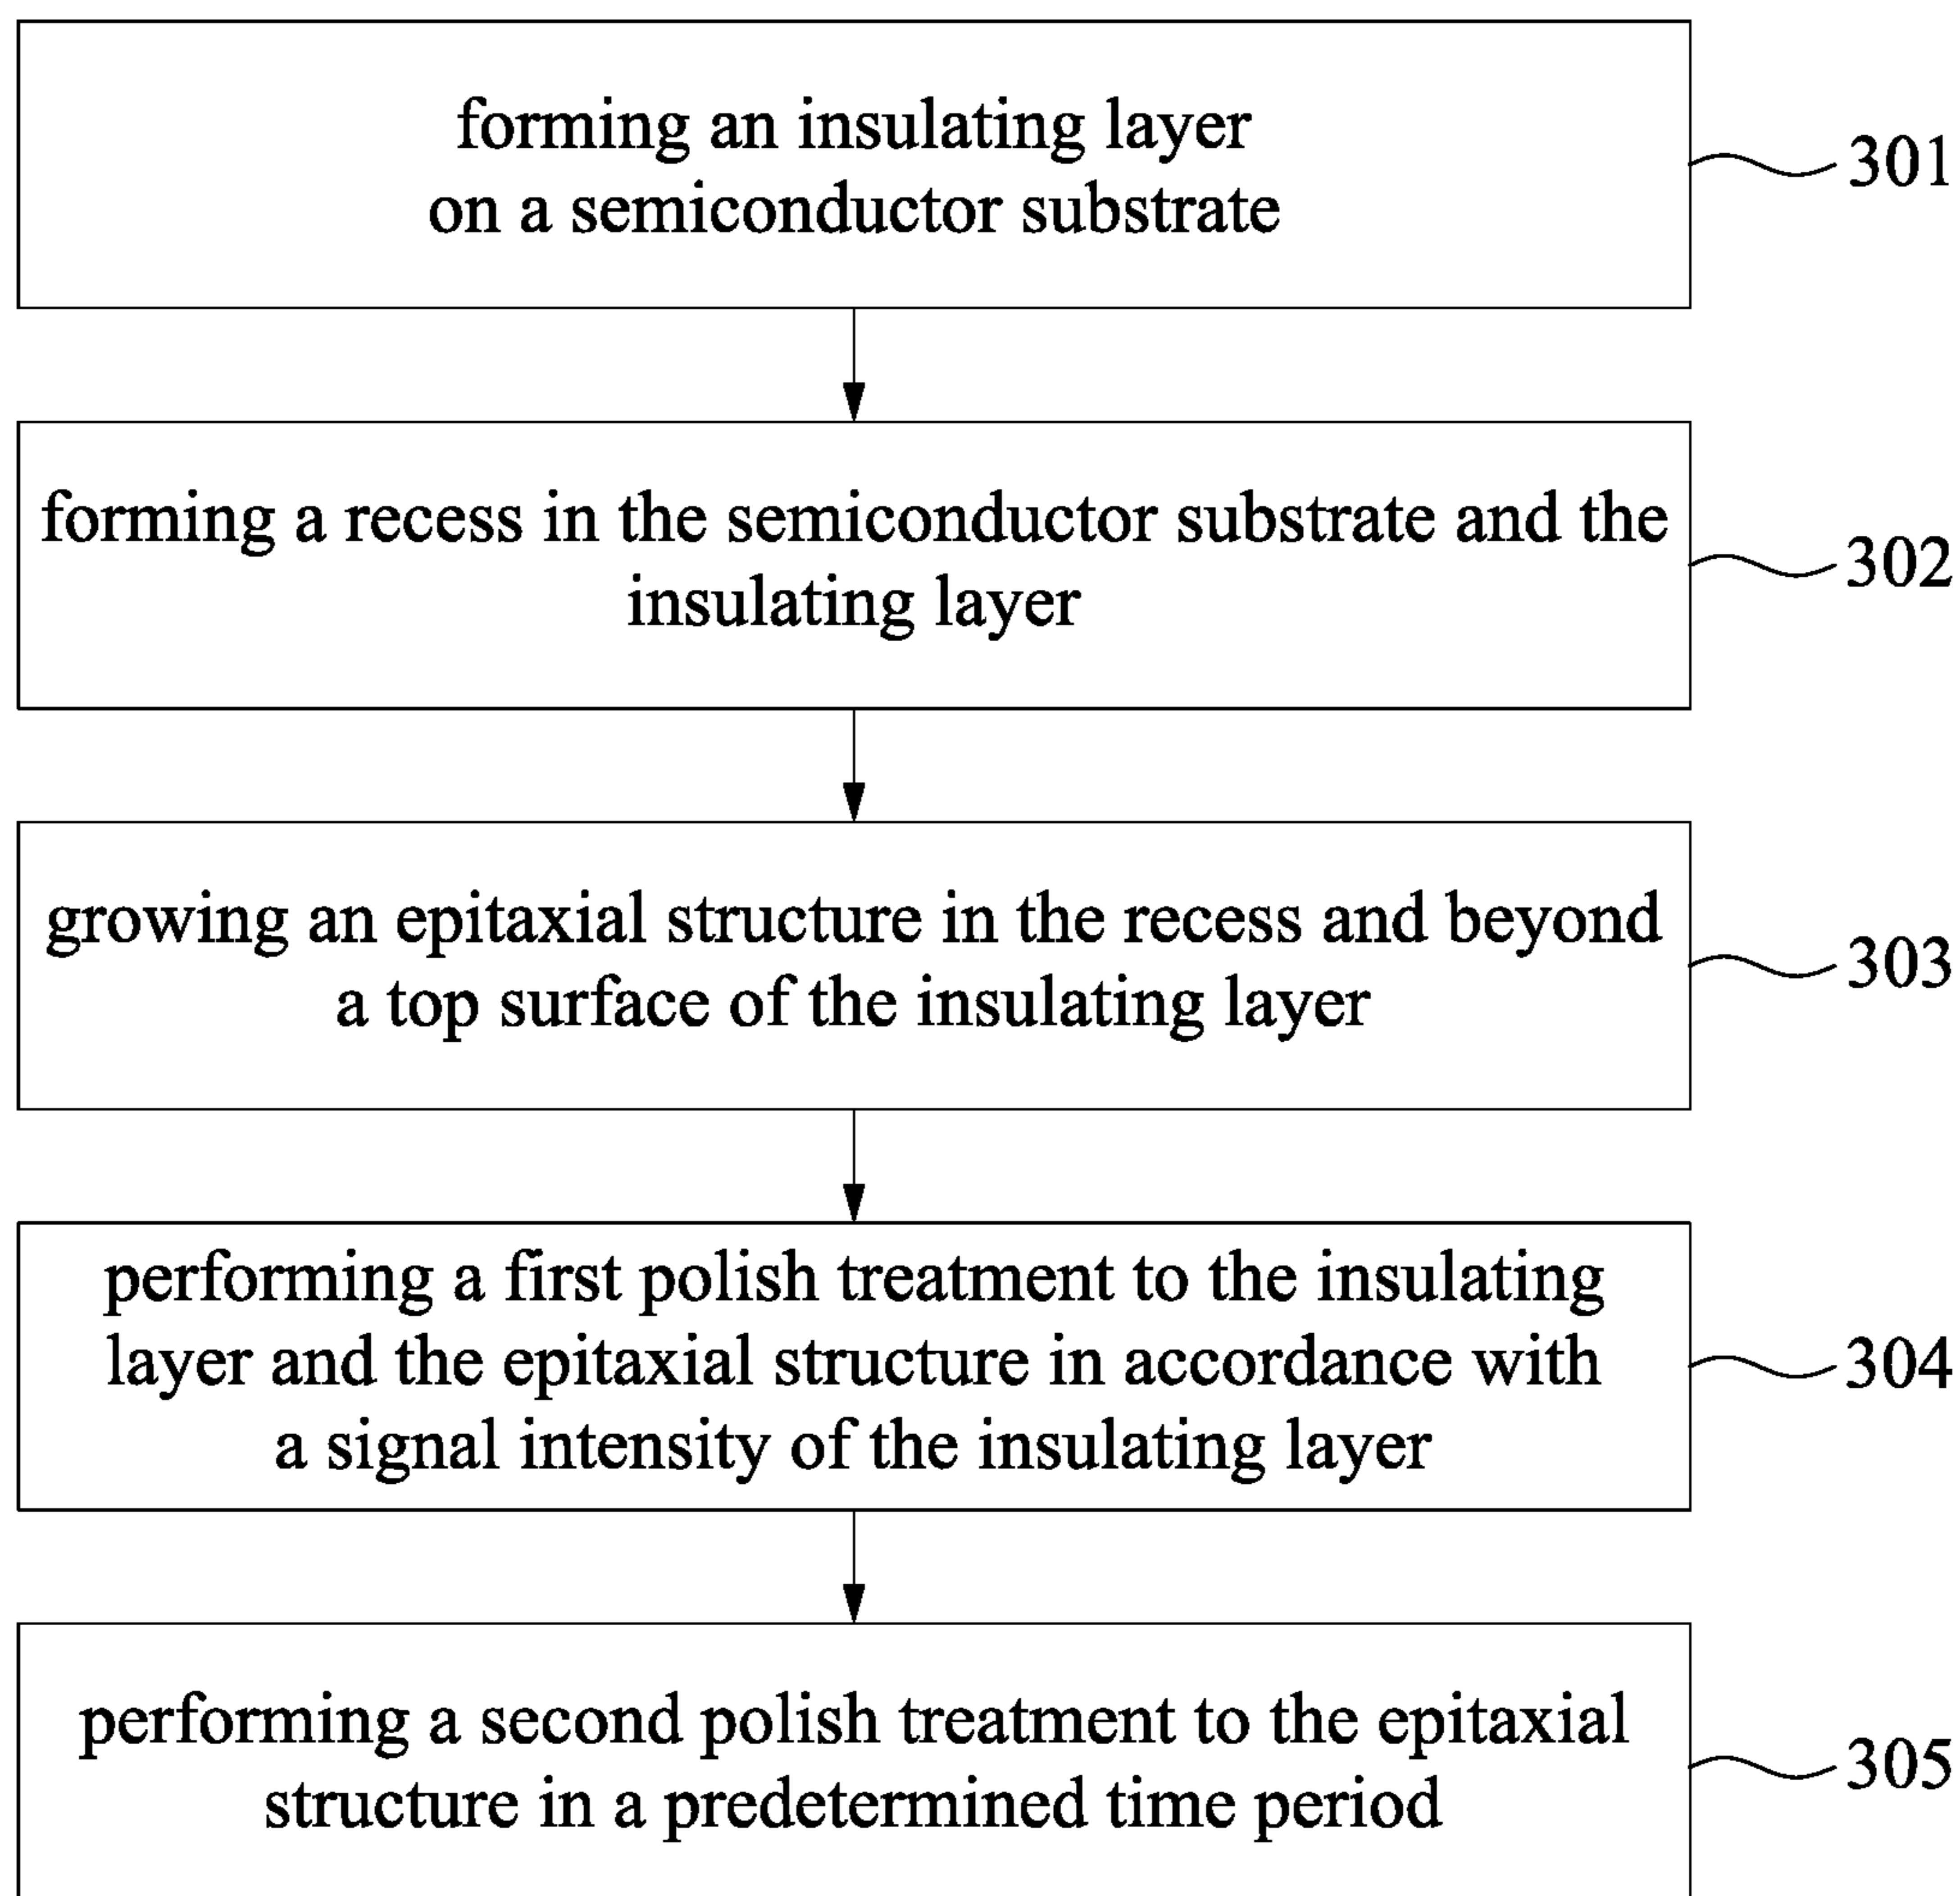 forming an insulating layer
on a semiconductor substrate
301
forming a recess in the semiconductor substrate and the
insulating layer
302
growing an epitaxial structure in the recess and beyond
a top surface of the insulating layer
303
performing a first polish treatment to the insulating
layer and the epitaxial structure in accordance with
a signal intensity of the insulating layer
304
performing a second polish treatment to the epitaxial
structure in a predetermined time period
305